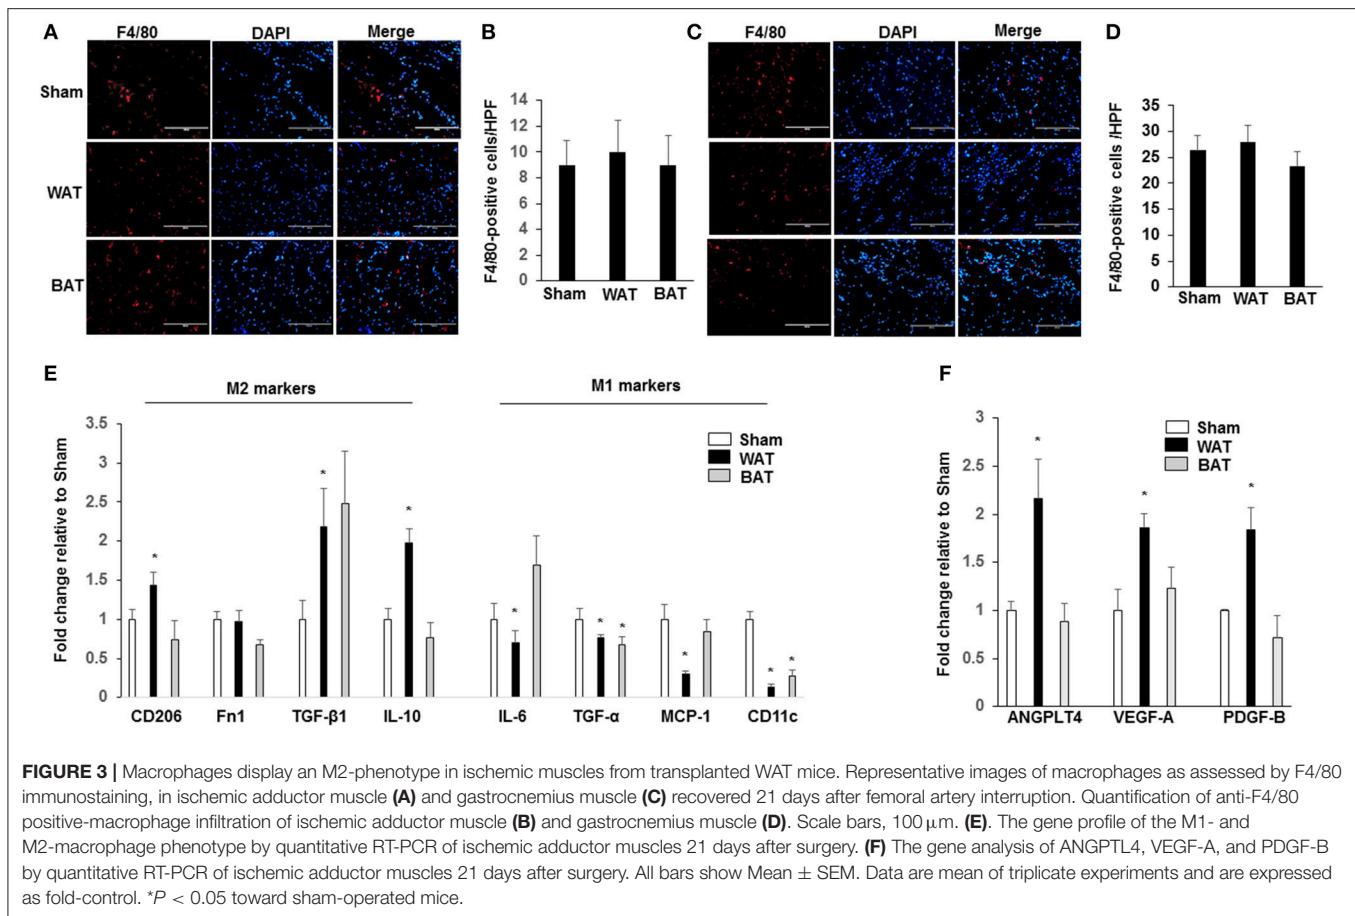 A
F4/80 DAPI Merge
Sham
WAT
BAT
B
F4/80-positive cells/HPF
14
12
10
8
6
4
2
0
Sham WAT BAT
C
F4/80 DAPI Merge
D
F4/80-positive cells /HPF
35
30
25
20
15
10
5
0
Sham WAT BAT
E
M2 markers
M1 markers
Fold change relative to Sham
3.5
3
2.5
2
1.5
1
0.5
0
Sham
WAT
BAT
* * * * * * * * *
CD206 Fn1 TGF-β1 IL-10 IL-6 TGF-α MCP-1 CD11c
F
Fold change relative to Sham
3
2.5
2
1.5
1
0.5
0
Sham
WAT
BAT
* * *
ANGPLT4 VEGF-A PDGF-B
FIGURE 3 | Macrophages display an M2-phenotype in ischemic muscles from transplanted WAT mice. Representative images of macrophages as assessed by F4/80
immunostaining, in ischemic adductor muscle (A) and gastrocnemius muscle (C) recovered 21 days after femoral artery interruption. Quantification of anti-F4/80
positive-macrophage infiltration of ischemic adductor muscle (B) and gastrocnemius muscle (D). Scale bars, 100 μm. (E). The gene profile of the M1- and
M2-macrophage phenotype by quantitative RT-PCR of ischemic adductor muscles 21 days after surgery. (F) The gene analysis of ANGPTL4, VEGF-A, and PDGF-B
by quantitative RT-PCR of ischemic adductor muscles 21 days after surgery. All bars show Mean ± SEM. Data are mean of triplicate experiments and are expressed
as fold-control. *P < 0.05 toward sham-operated mice.